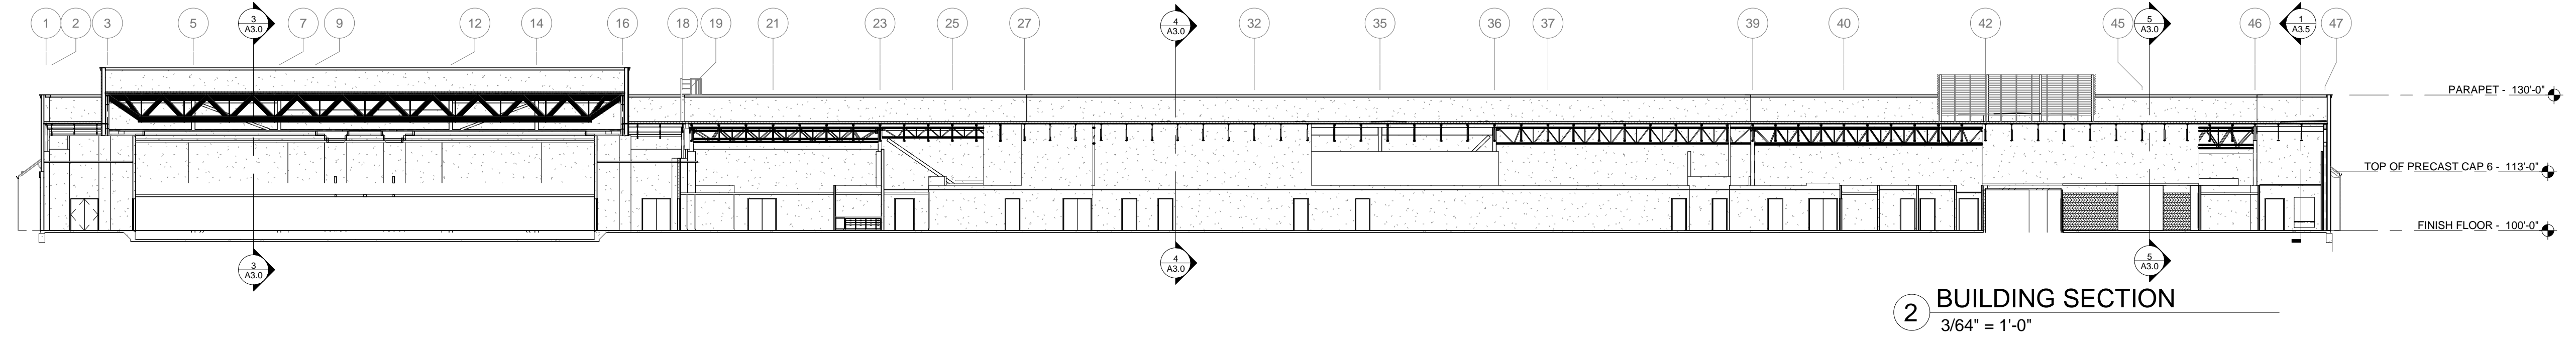 1 2 3 5 3 7 9 12 14 16 18 19 21 23 25 27 4 32 35 36 37 39 40 42 45 5 46 1 47
A3.0 A3.0 A3.0 A3.5
PARAPET - 130'-0"
TOP OF PRECAST CAP 6 - 113'-0"
FINISH FLOOR - 100'-0"
3 4 5
A3.0 A3.0 A3.0
2 BUILDING SECTION
3/64" = 1'-0"